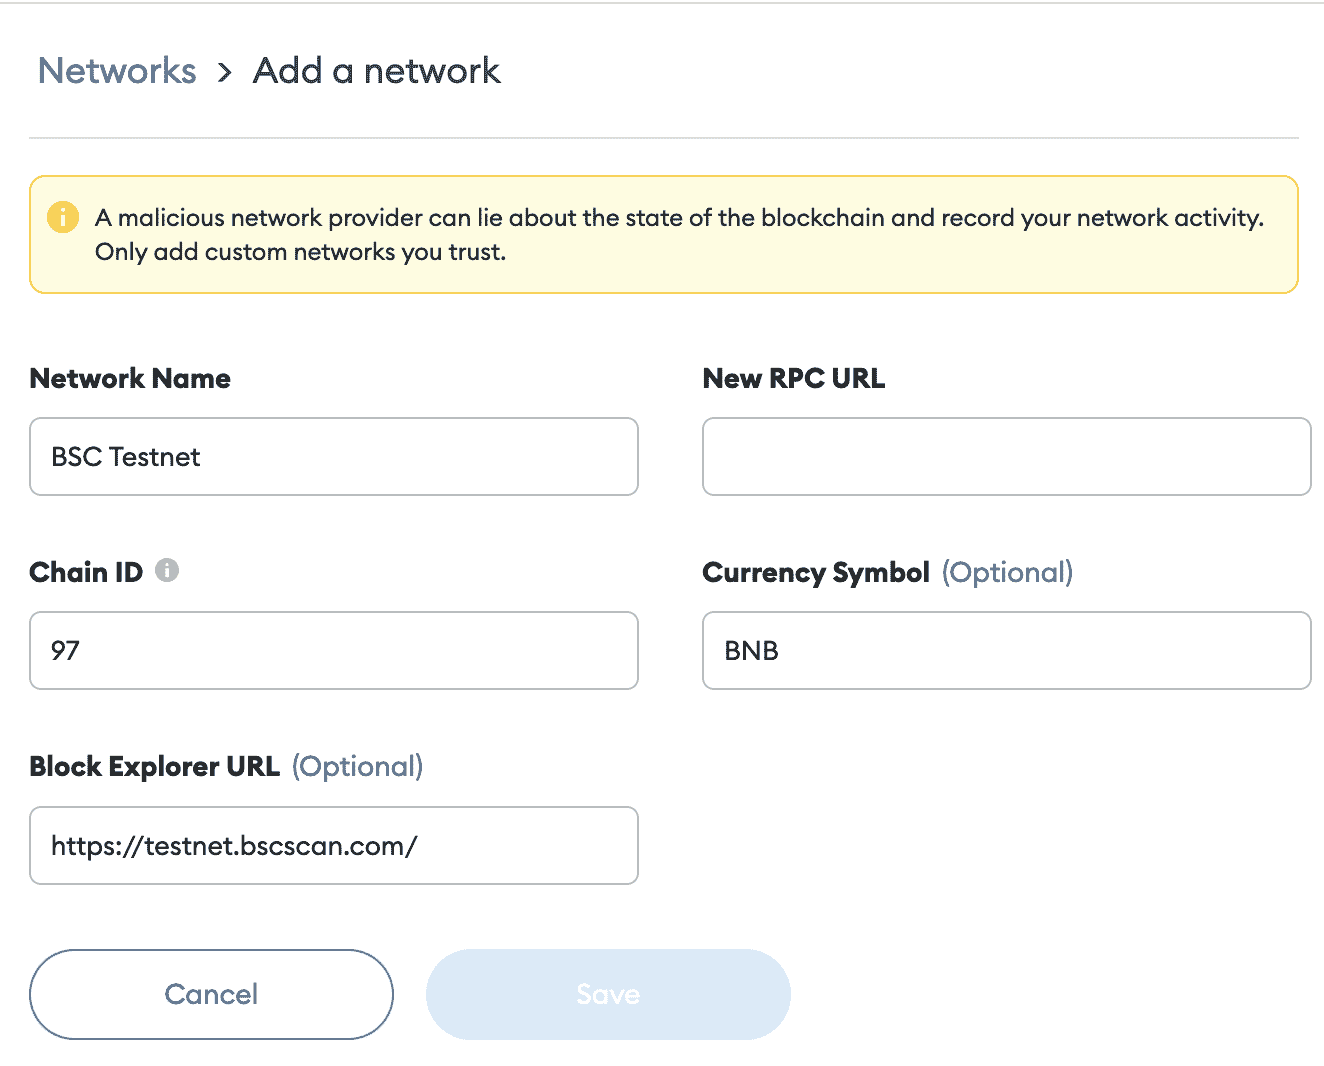 Networks > Add a network
A malicious network provider can lie about the state of the blockchain and record your network activity.
Only add custom networks you trust.
Network Name
New RPC URL
BSC Testnet
Chain ID
Currency Symbol (Optional)
97
BNB
Block Explorer URL (Optional)
https://testnet.bscscan.com/
Cancel
Save